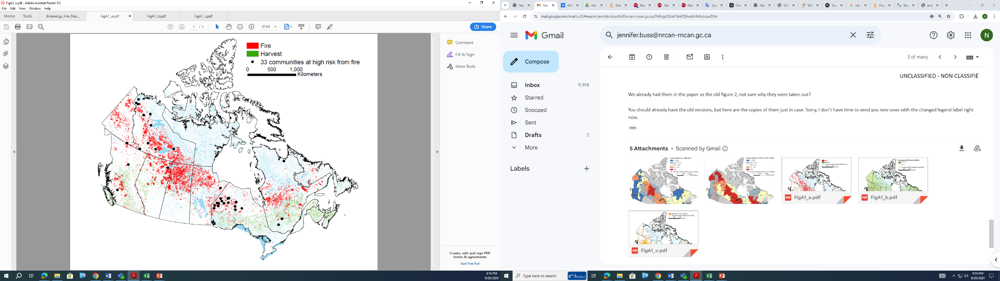 FigA1_a.pdf - Adobe Acrobat Reader DC
File Edit View Window Help
Home Tools Bioenergy_Fire_Nex... FigA1_a.pdf × FigA1_b.pdf FigA1_c.pdf
1 / 1 97.6% Share
Fire
Harvest
33 communities at high risk from fire
0 500 1,000
Kilometers
Comment
Fill & Sign
More Tools
Create, edit and sign PDF
forms & agreements
Start Free Trial
4:18 PM
8/20/2024
fire
mail.google.com/mail/u/0/#search/jennifer.buss%40nrcan-rncan.gc.ca/FMfcgzQVxtlTdnPZjfwzbHMtpJcgwDNv
Gmail
jennifer.buss@nrcan-rncan.gc.ca
N
Compose
3 of many
Inbox 9,914
Starred
Snoozed
Sent
Drafts 2
More
Labels
UNCLASSIFIED - NON CLASSIFIÉ
We already had them in the paper as the old figure 2, not sure why they were taken out?
You should already have the old versions, but here are the copies of them just in case. Sorry, I don't have time to send you new ones with the changed legend label right
now.
5 Attachments • Scanned by Gmail
PDF FigA1_a.pdf
PDF FigA1_b.pdf
PDF FigA1_c.pdf
Type here to search
4:18 PM
8/20/2024